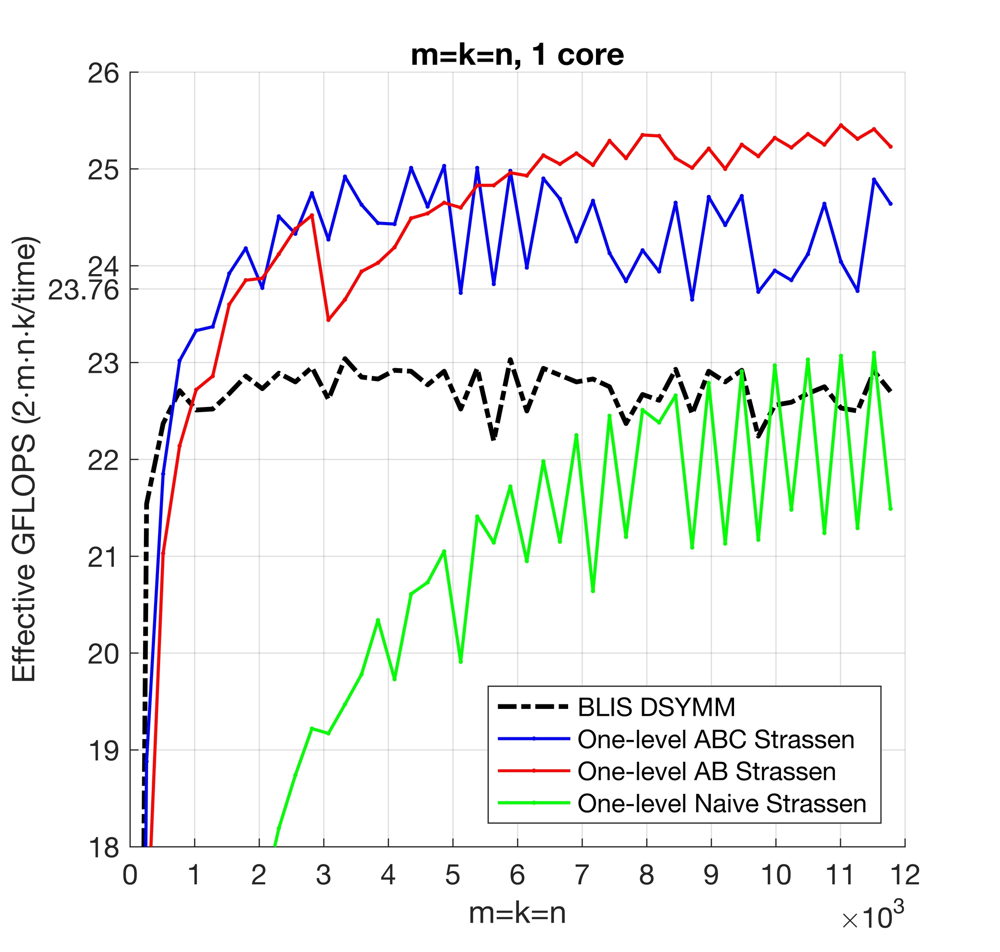 m=k=n, 1 core
Effective GFLOPS (2·m·n·k/time)
26
25
24
23.76
23
22
21
20
19
18
BLIS DSYMM
One-level ABC Strassen
One-level AB Strassen
One-level Naive Strassen
0 1 2 3 4 5 6 7 8 9 10 11 12
m=k=n
×10³